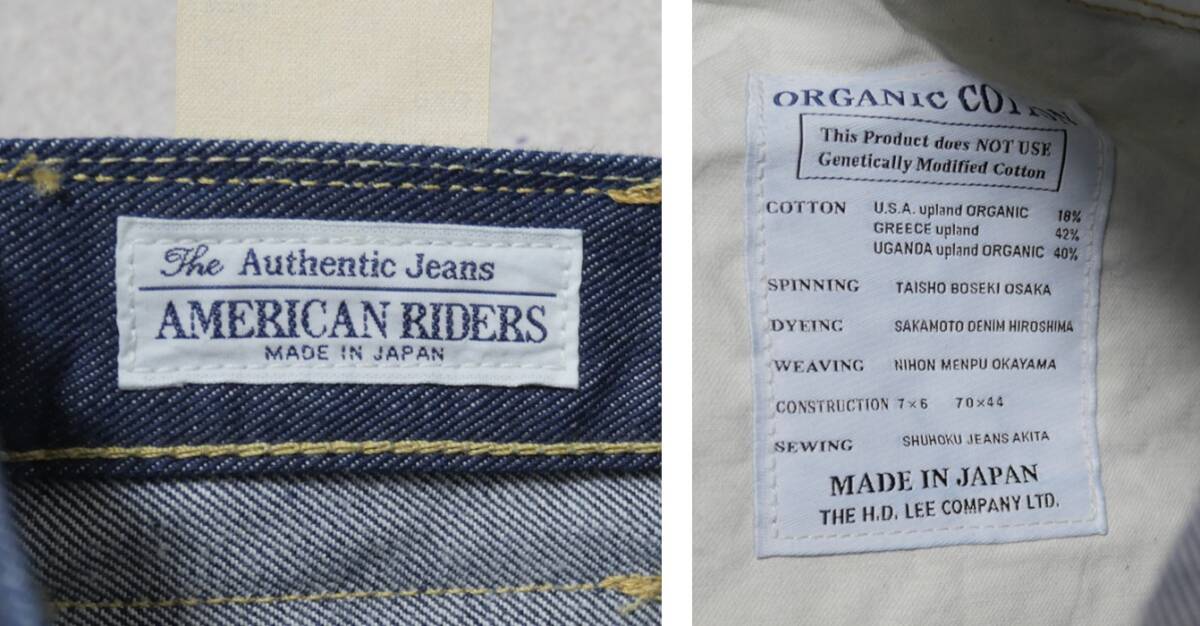 The Authentic Jeans
AMERICAN RIDERS
MADE IN JAPAN
ORGANIC COTTON
This Product does NOT USE
Genetically Modified Cotton
COTTON U.S.A. upland ORGANIC 18%
GREECE upland 42%
UGANDA upland ORGANIC 40%
SPINNING TAISHO BOSEKI OSAKA
DYEING SAKAMOTO DENIM HIROSHIMA
WEAVING NIHON MENPU OKAYAMA
CONSTRUCTION 7×6 70×44
SEWING SHUHOKU JEANS AKITA
MADE IN JAPAN
THE H.D. LEE COMPANY LTD.